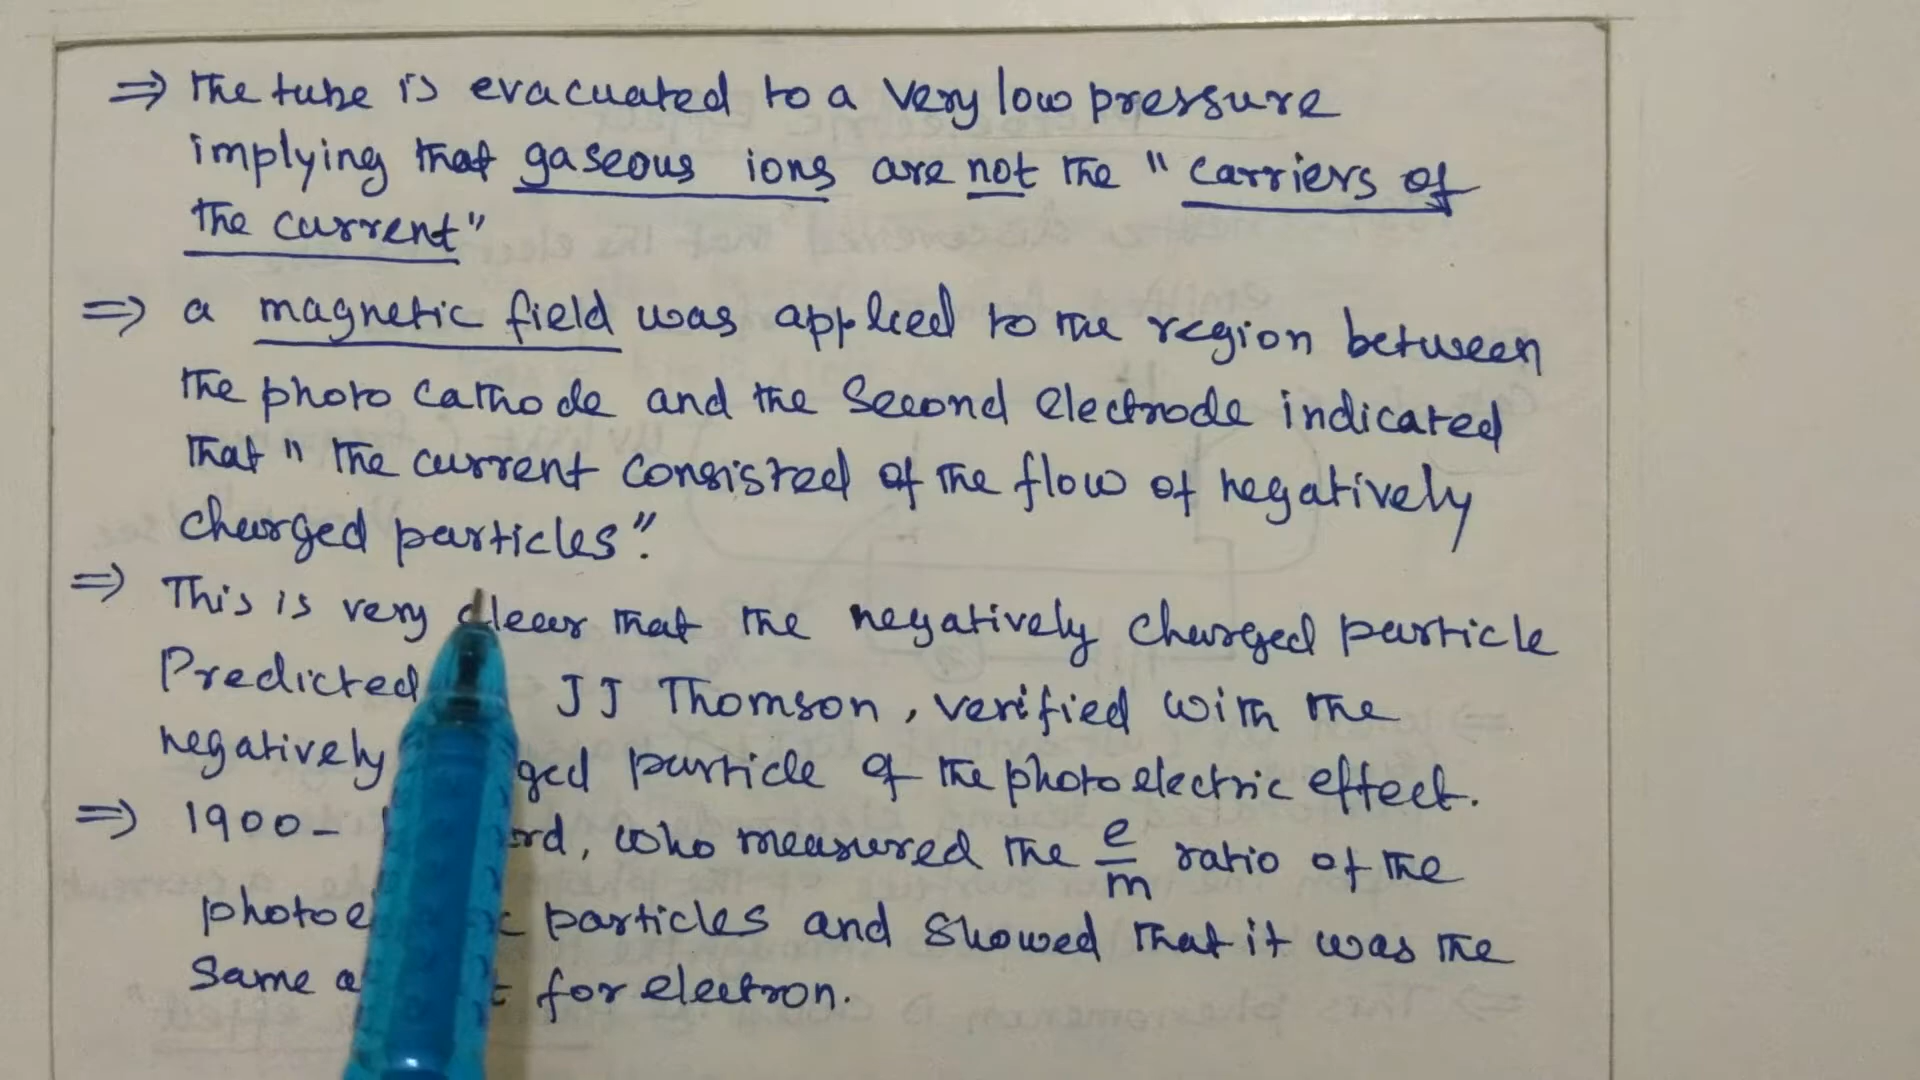 ⇒ The tube is evacuated to a very low pressure
implying that gaseous ions are not the "carriers of
the current"
⇒ a magnetic field was applied to the region between
the photo cathode and the Second electrode indicated
that "the current consisted of the flow of negatively
charged particles".
⇒ This is very clear that the negatively charged particle
Predicted JJ Thomson, verified with the
negatively particle of the photoelectric effect.
⇒ 1900- who measured the e/m ratio of the
particles and showed that it was the
same for electron.